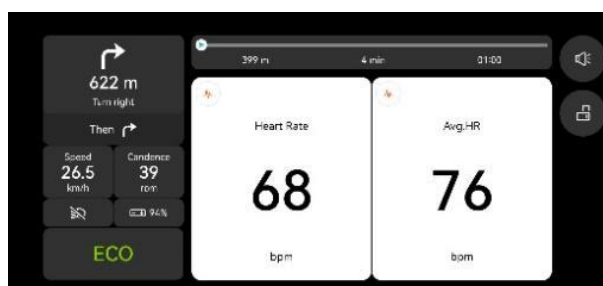 622 m
Turn right
Then
Speed
26.5
km/h
Candence
39
rpm
94%
ECO
399 m 4 min 01:00
Heart Rate
68
bpm
Avg.HR
76
bpm